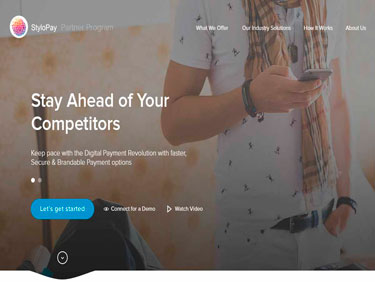 StyloPay Partner Program
What We Offer Our Industry Solutions How It Works About Us
Stay Ahead of Your
Competitors
Keep pace with the Digital Payment Revolution with faster,
Secure & Brandable Payment options
Let's get started Connect for a Demo Watch Video